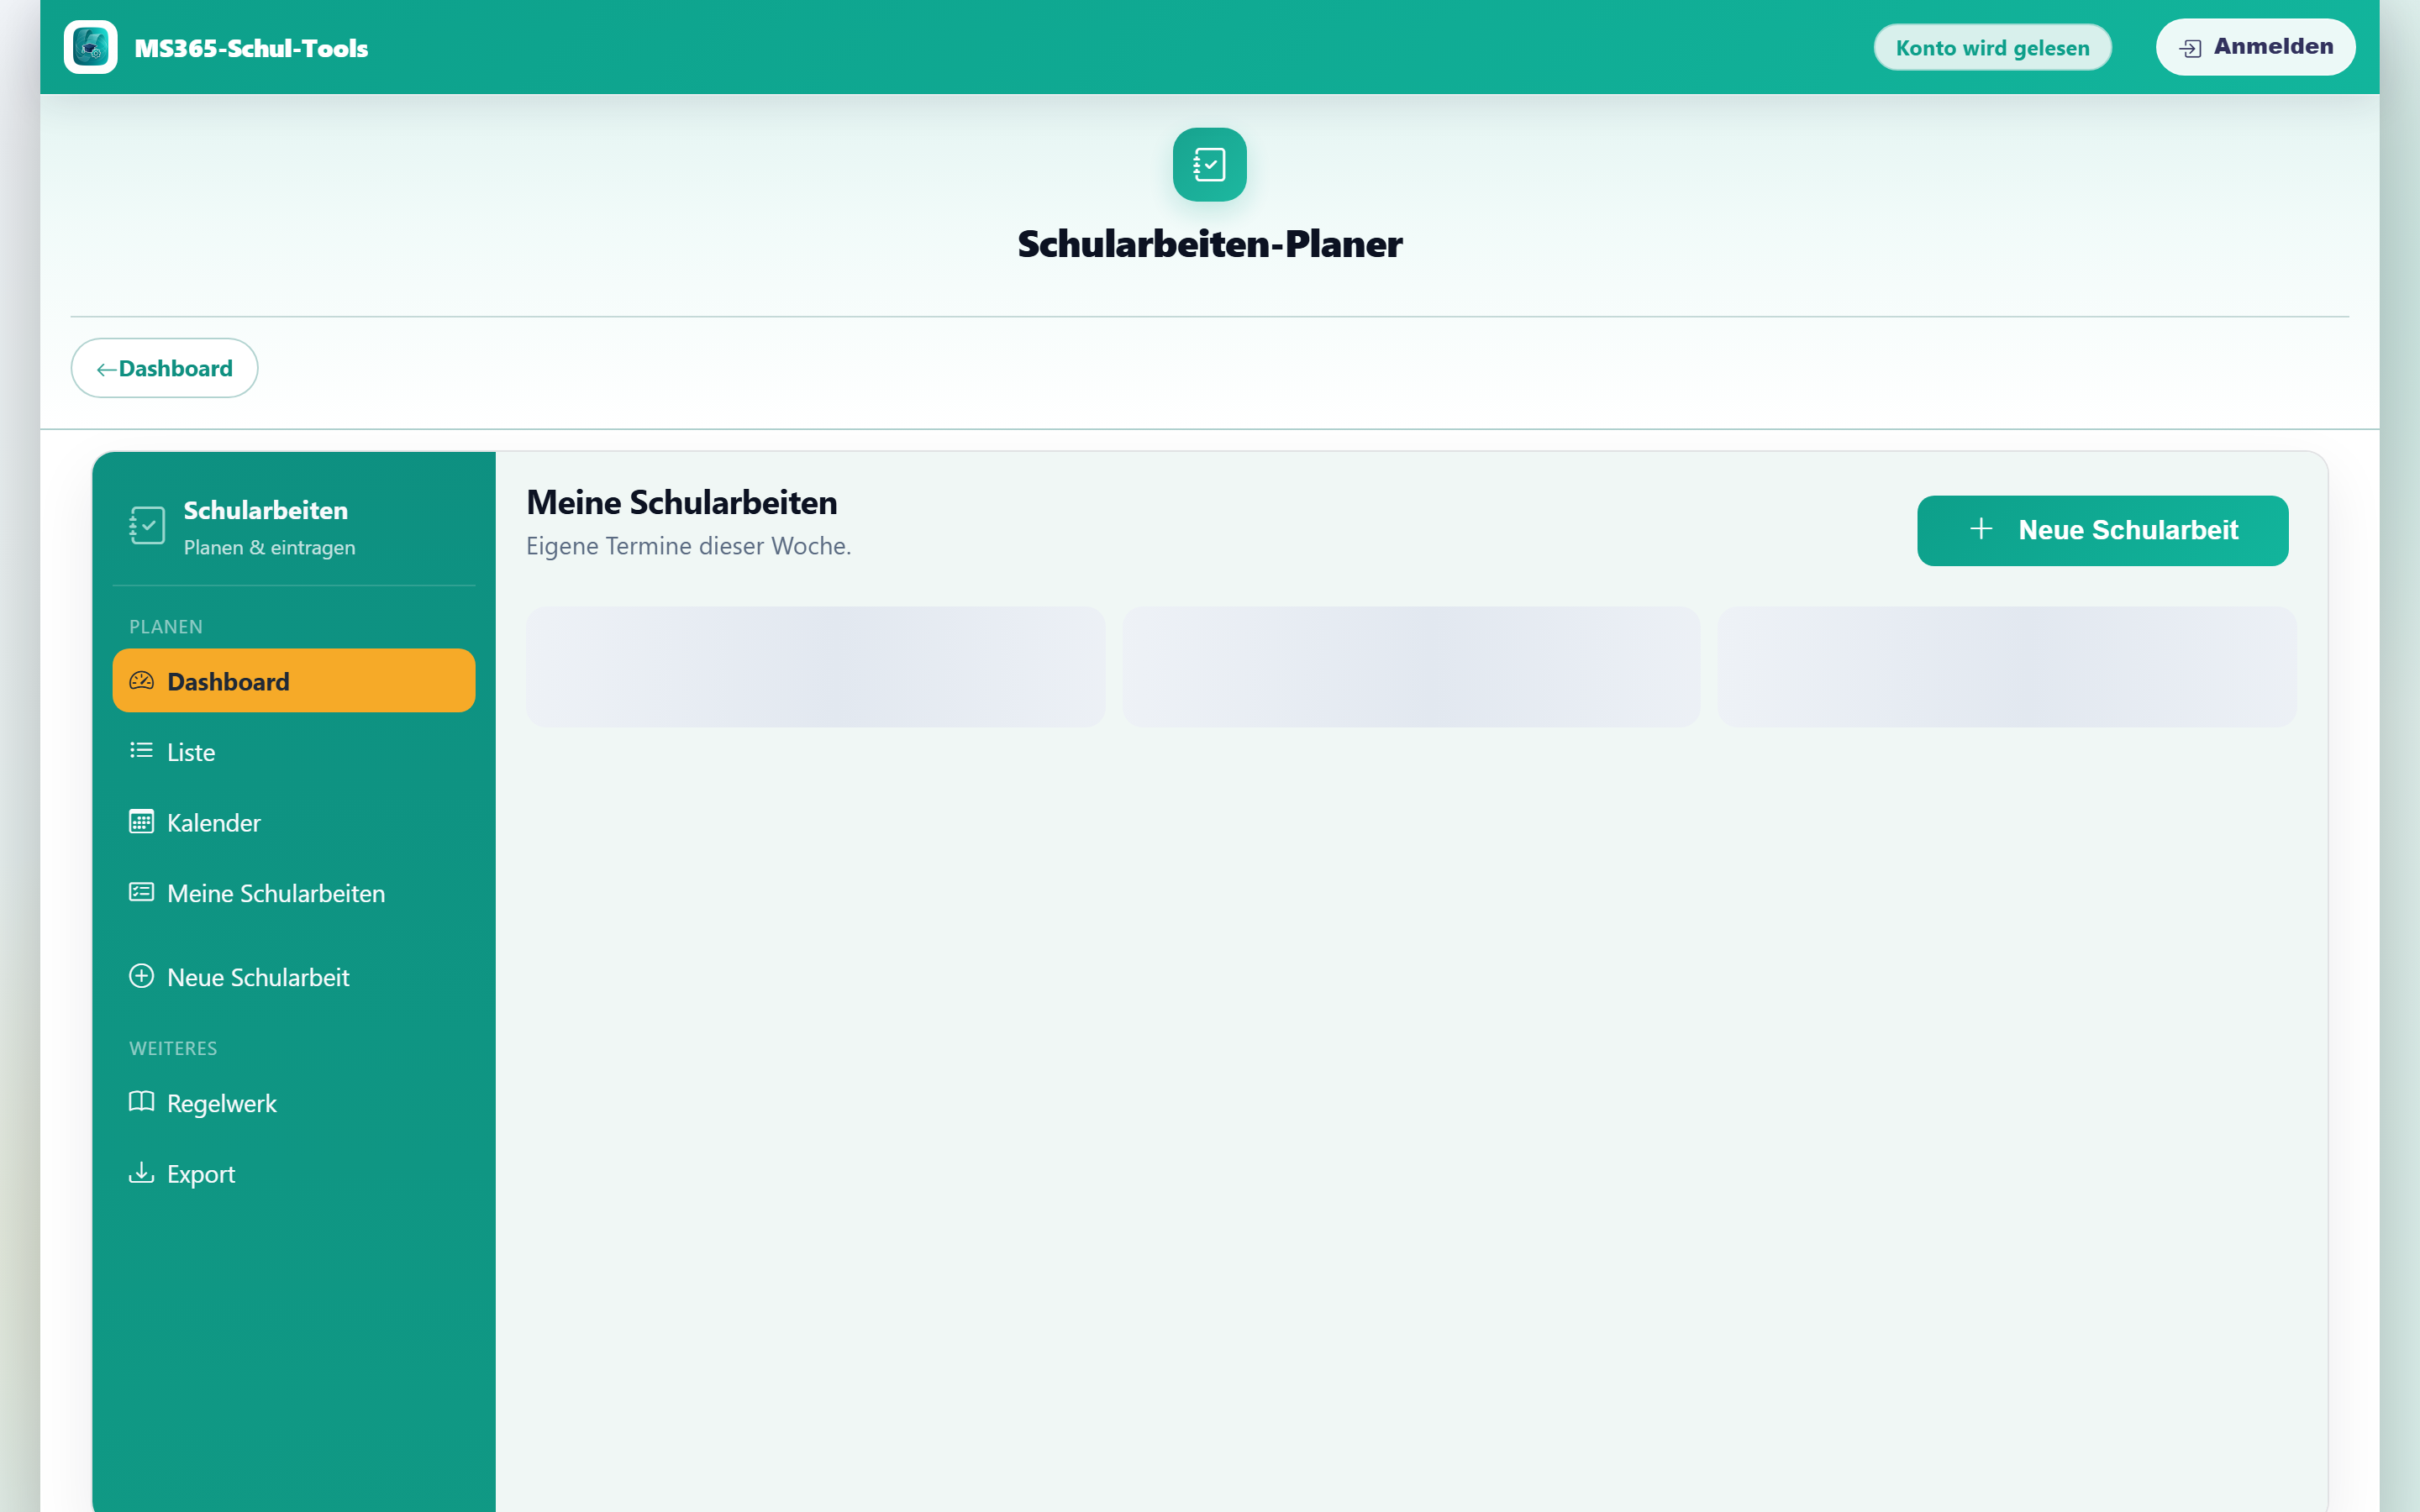 MS365-Schul-Tools
Konto wird gelesen
Anmelden
Schularbeiten-Planer
←Dashboard
Schularbeiten
Planen & eintragen
PLANEN
Dashboard
Liste
Kalender
Meine Schularbeiten
Neue Schularbeit
WEITERES
Regelwerk
Export
Meine Schularbeiten
Eigene Termine dieser Woche.
Neue Schularbeit